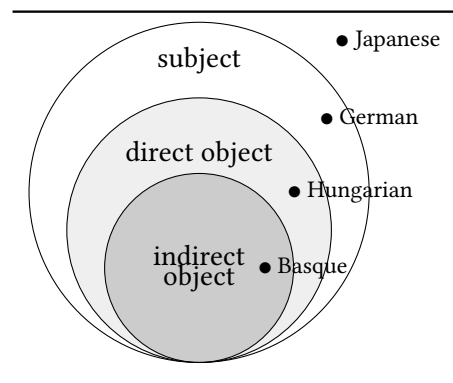 Japanese
subject
German
direct object
Hungarian
indirect
object
Basque